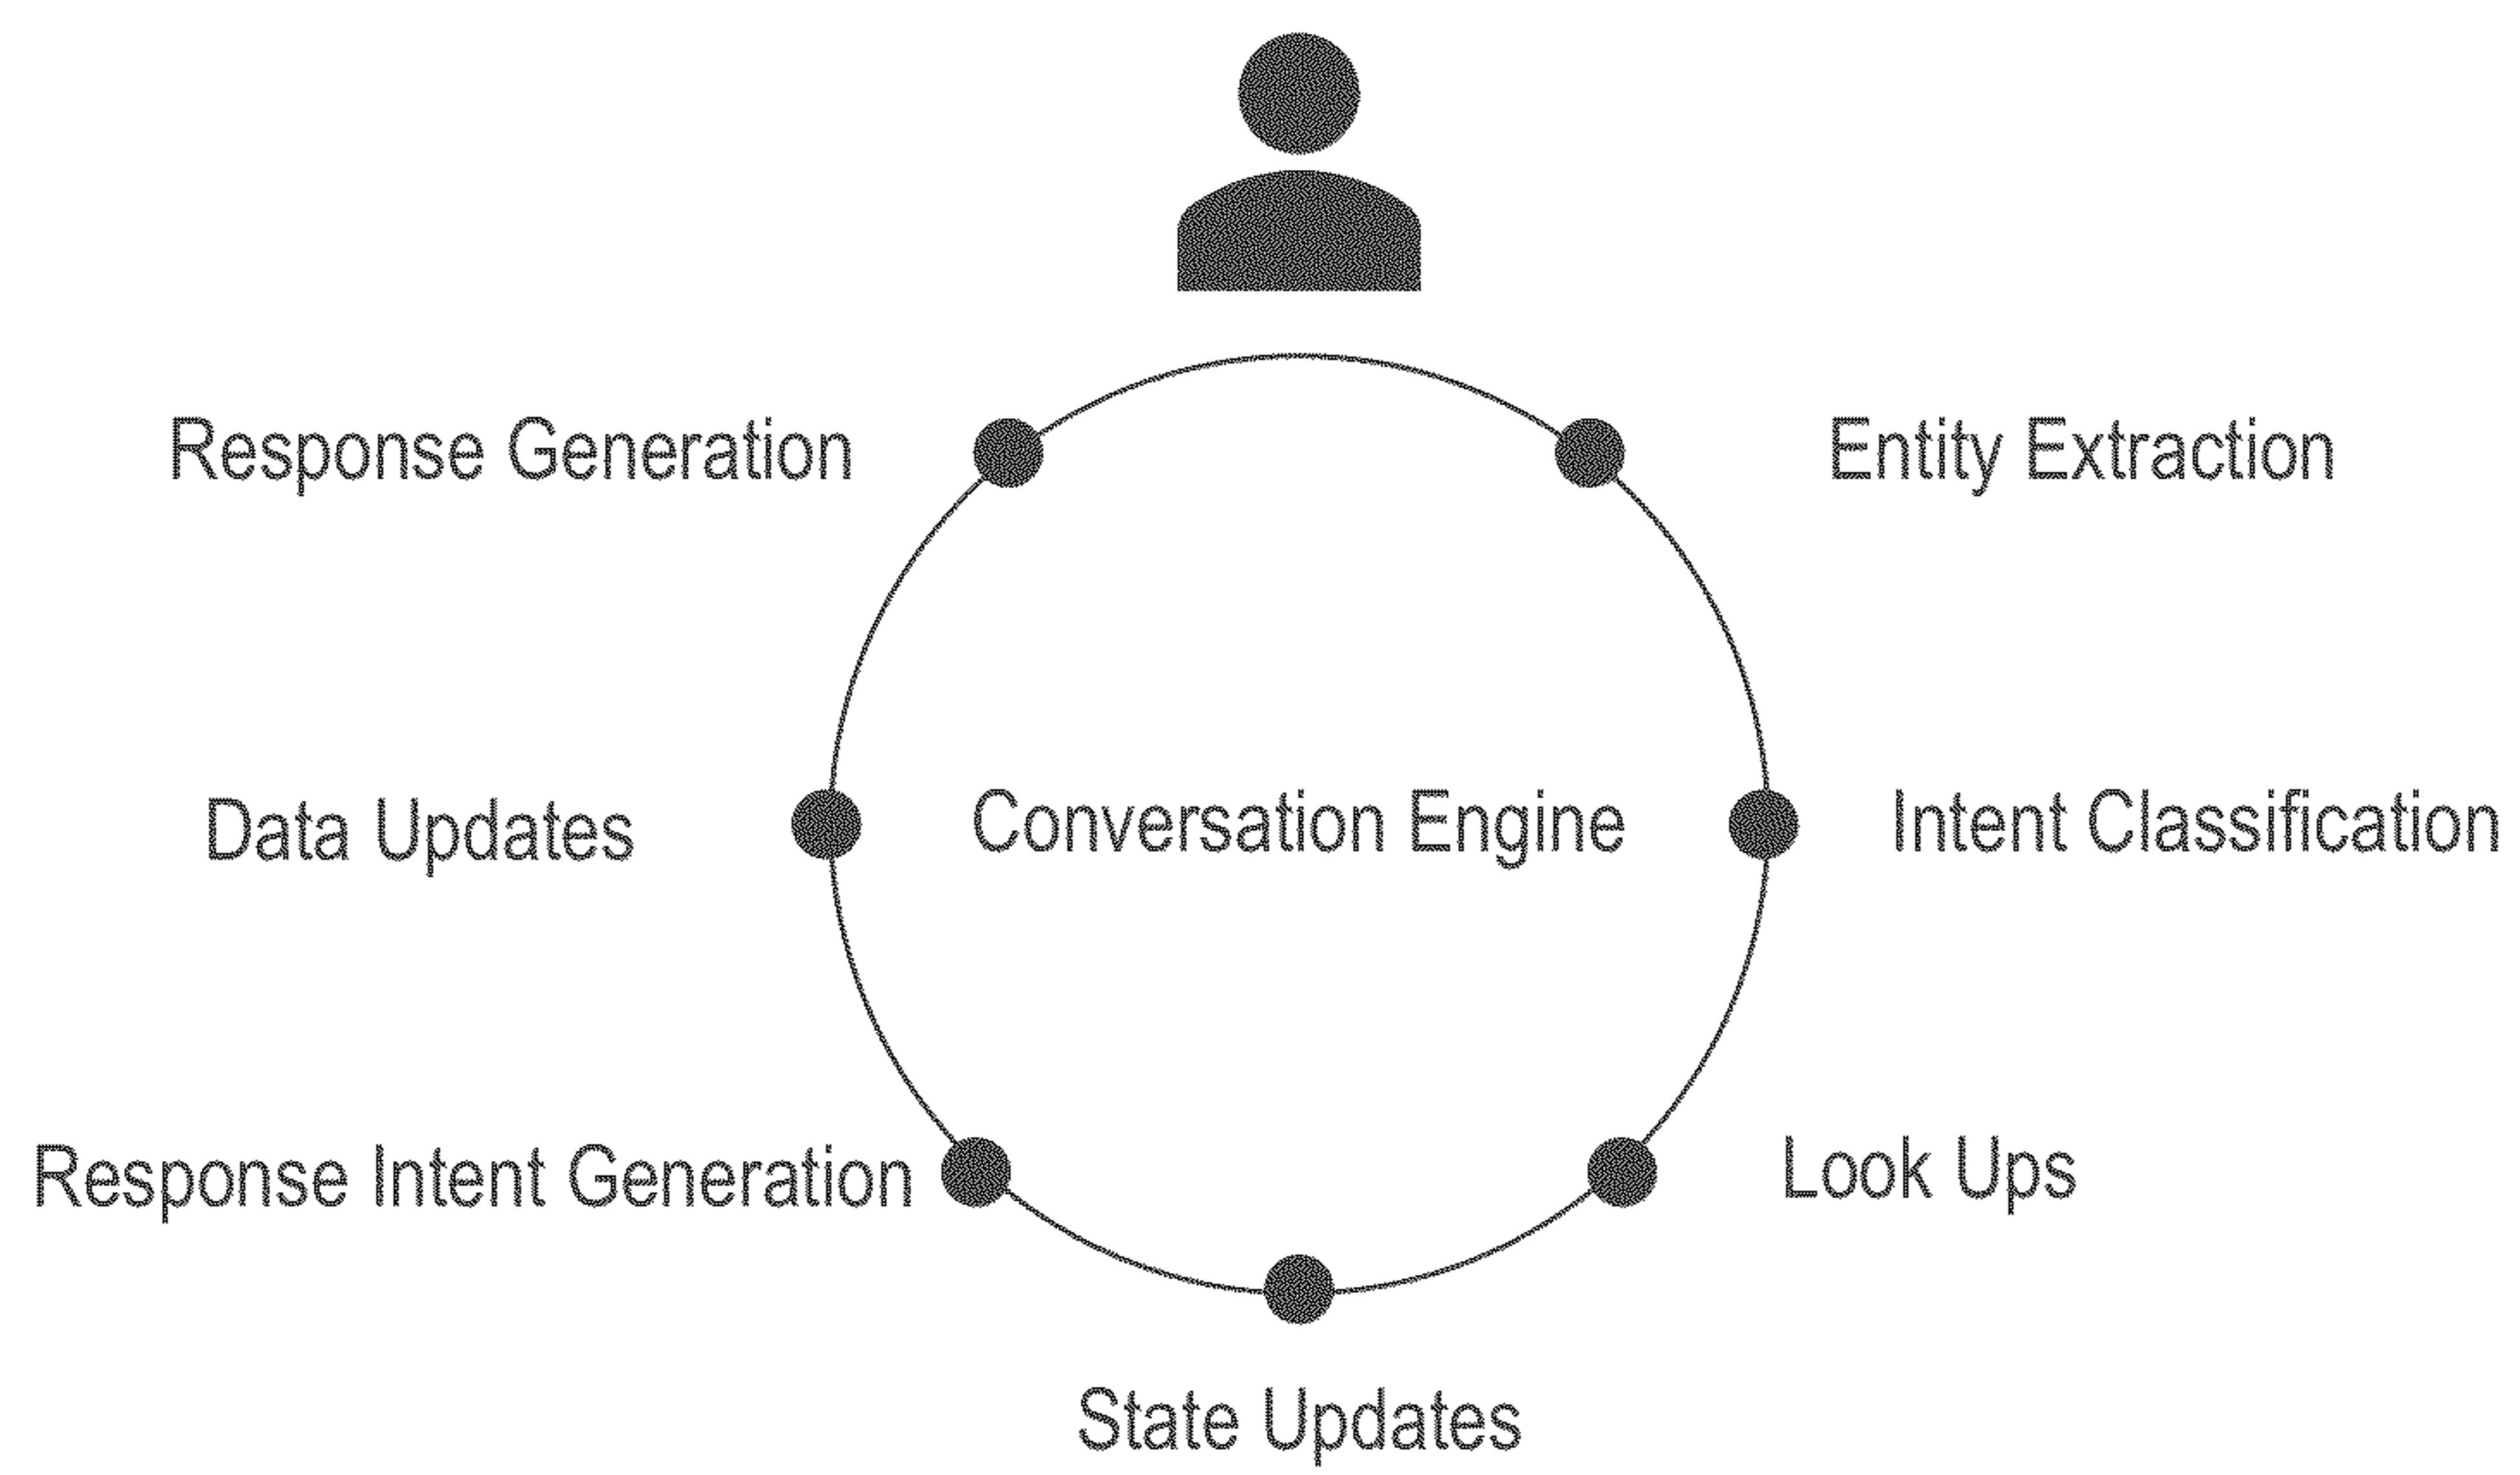 Response Generation
Entity Extraction
Data Updates
Conversation Engine
Intent Classification
Response Intent Generation
Look Ups
State Updates